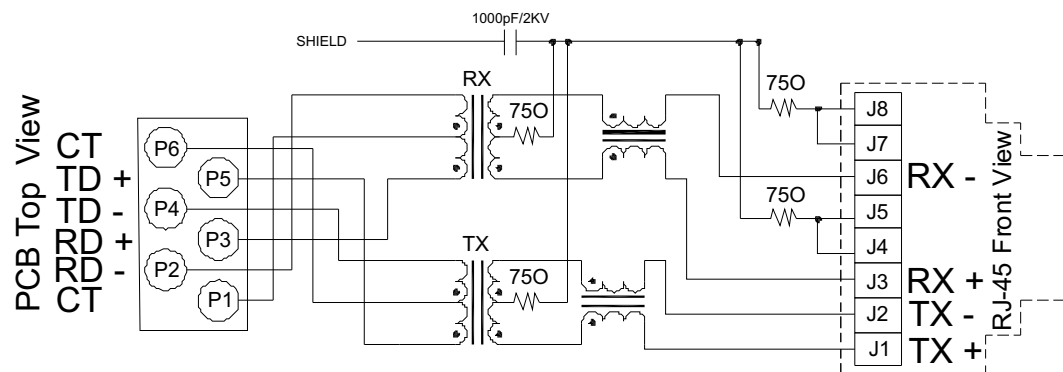 1000pF/2KV
SHIELD
RX
75O
75O
J8
J7
J6
RX -
75O
J5
J4
J3
RX +
J2
TX -
J1
TX +
RJ-45 Front View
PCB Top View
CT
TD +
TD -
RD +
RD -
CT
P6
P5
P4
P3
P2
P1
TX
75O